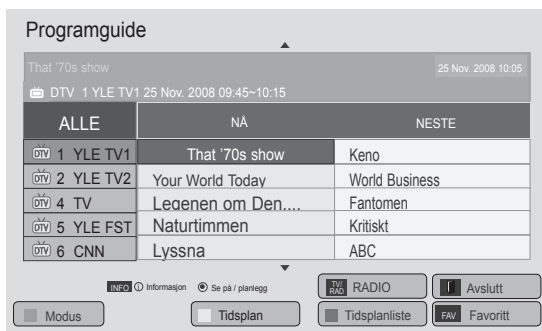 Programguide
That '70s show 25 Nov. 2008 10:05
DTV 1 YLE TV1 25 Nov. 2008 09:45~10:15
ALLE NÅ NESTE
DTV 1 YLE TV1 That '70s show Keno
DTV 2 YLE TV2 Your World Today World Business
DTV 4 TV Legenen om Den.... Fantomen
DTV 5 YLE FST Naturtimmen Kritiskt
DTV 6 CNN Lyssna ABC
INFO i Informasjon Se på / planlegg TV/RAD RADIO Avslutt
Modus Tidsplan Tidsplanliste FAV Favoritt